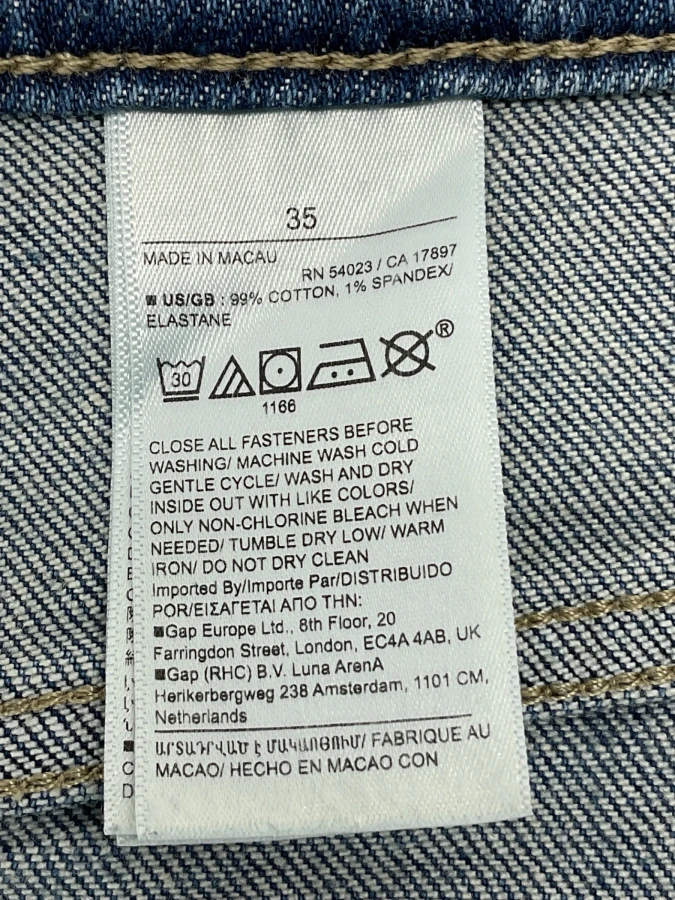 35
MADE IN MACAU
RN 54023 / CA 17897
■ US/GB : 99% COTTON, 1% SPANDEX/
ELASTANE
30
®
1166
CLOSE ALL FASTENERS BEFORE
WASHING/ MACHINE WASH COLD
GENTLE CYCLE/ WASH AND DRY
INSIDE OUT WITH LIKE COLORS/
ONLY NON-CHLORINE BLEACH WHEN
NEEDED/ TUMBLE DRY LOW/ WARM
IRON/ DO NOT DRY CLEAN
Imported By/Importe Par/DISTRIBUIDO
POR/ΕΙΣΑΓΕΤΑΙ ΑΠΟ ΤΗΝ:
■Gap Europe Ltd., 8th Floor, 20
Farringdon Street, London, EC4A 4AB, UK
■Gap (RHC) B.V. Luna ArenA
Herikerbergweg 238 Amsterdam, 1101 CM,
Netherlands
ԱՐՏԱԴՐՎԱԾ Է ՄԱԿԱՈՅՈՒՄ/ FABRIQUE AU
MACAO/ HECHO EN MACAO CON